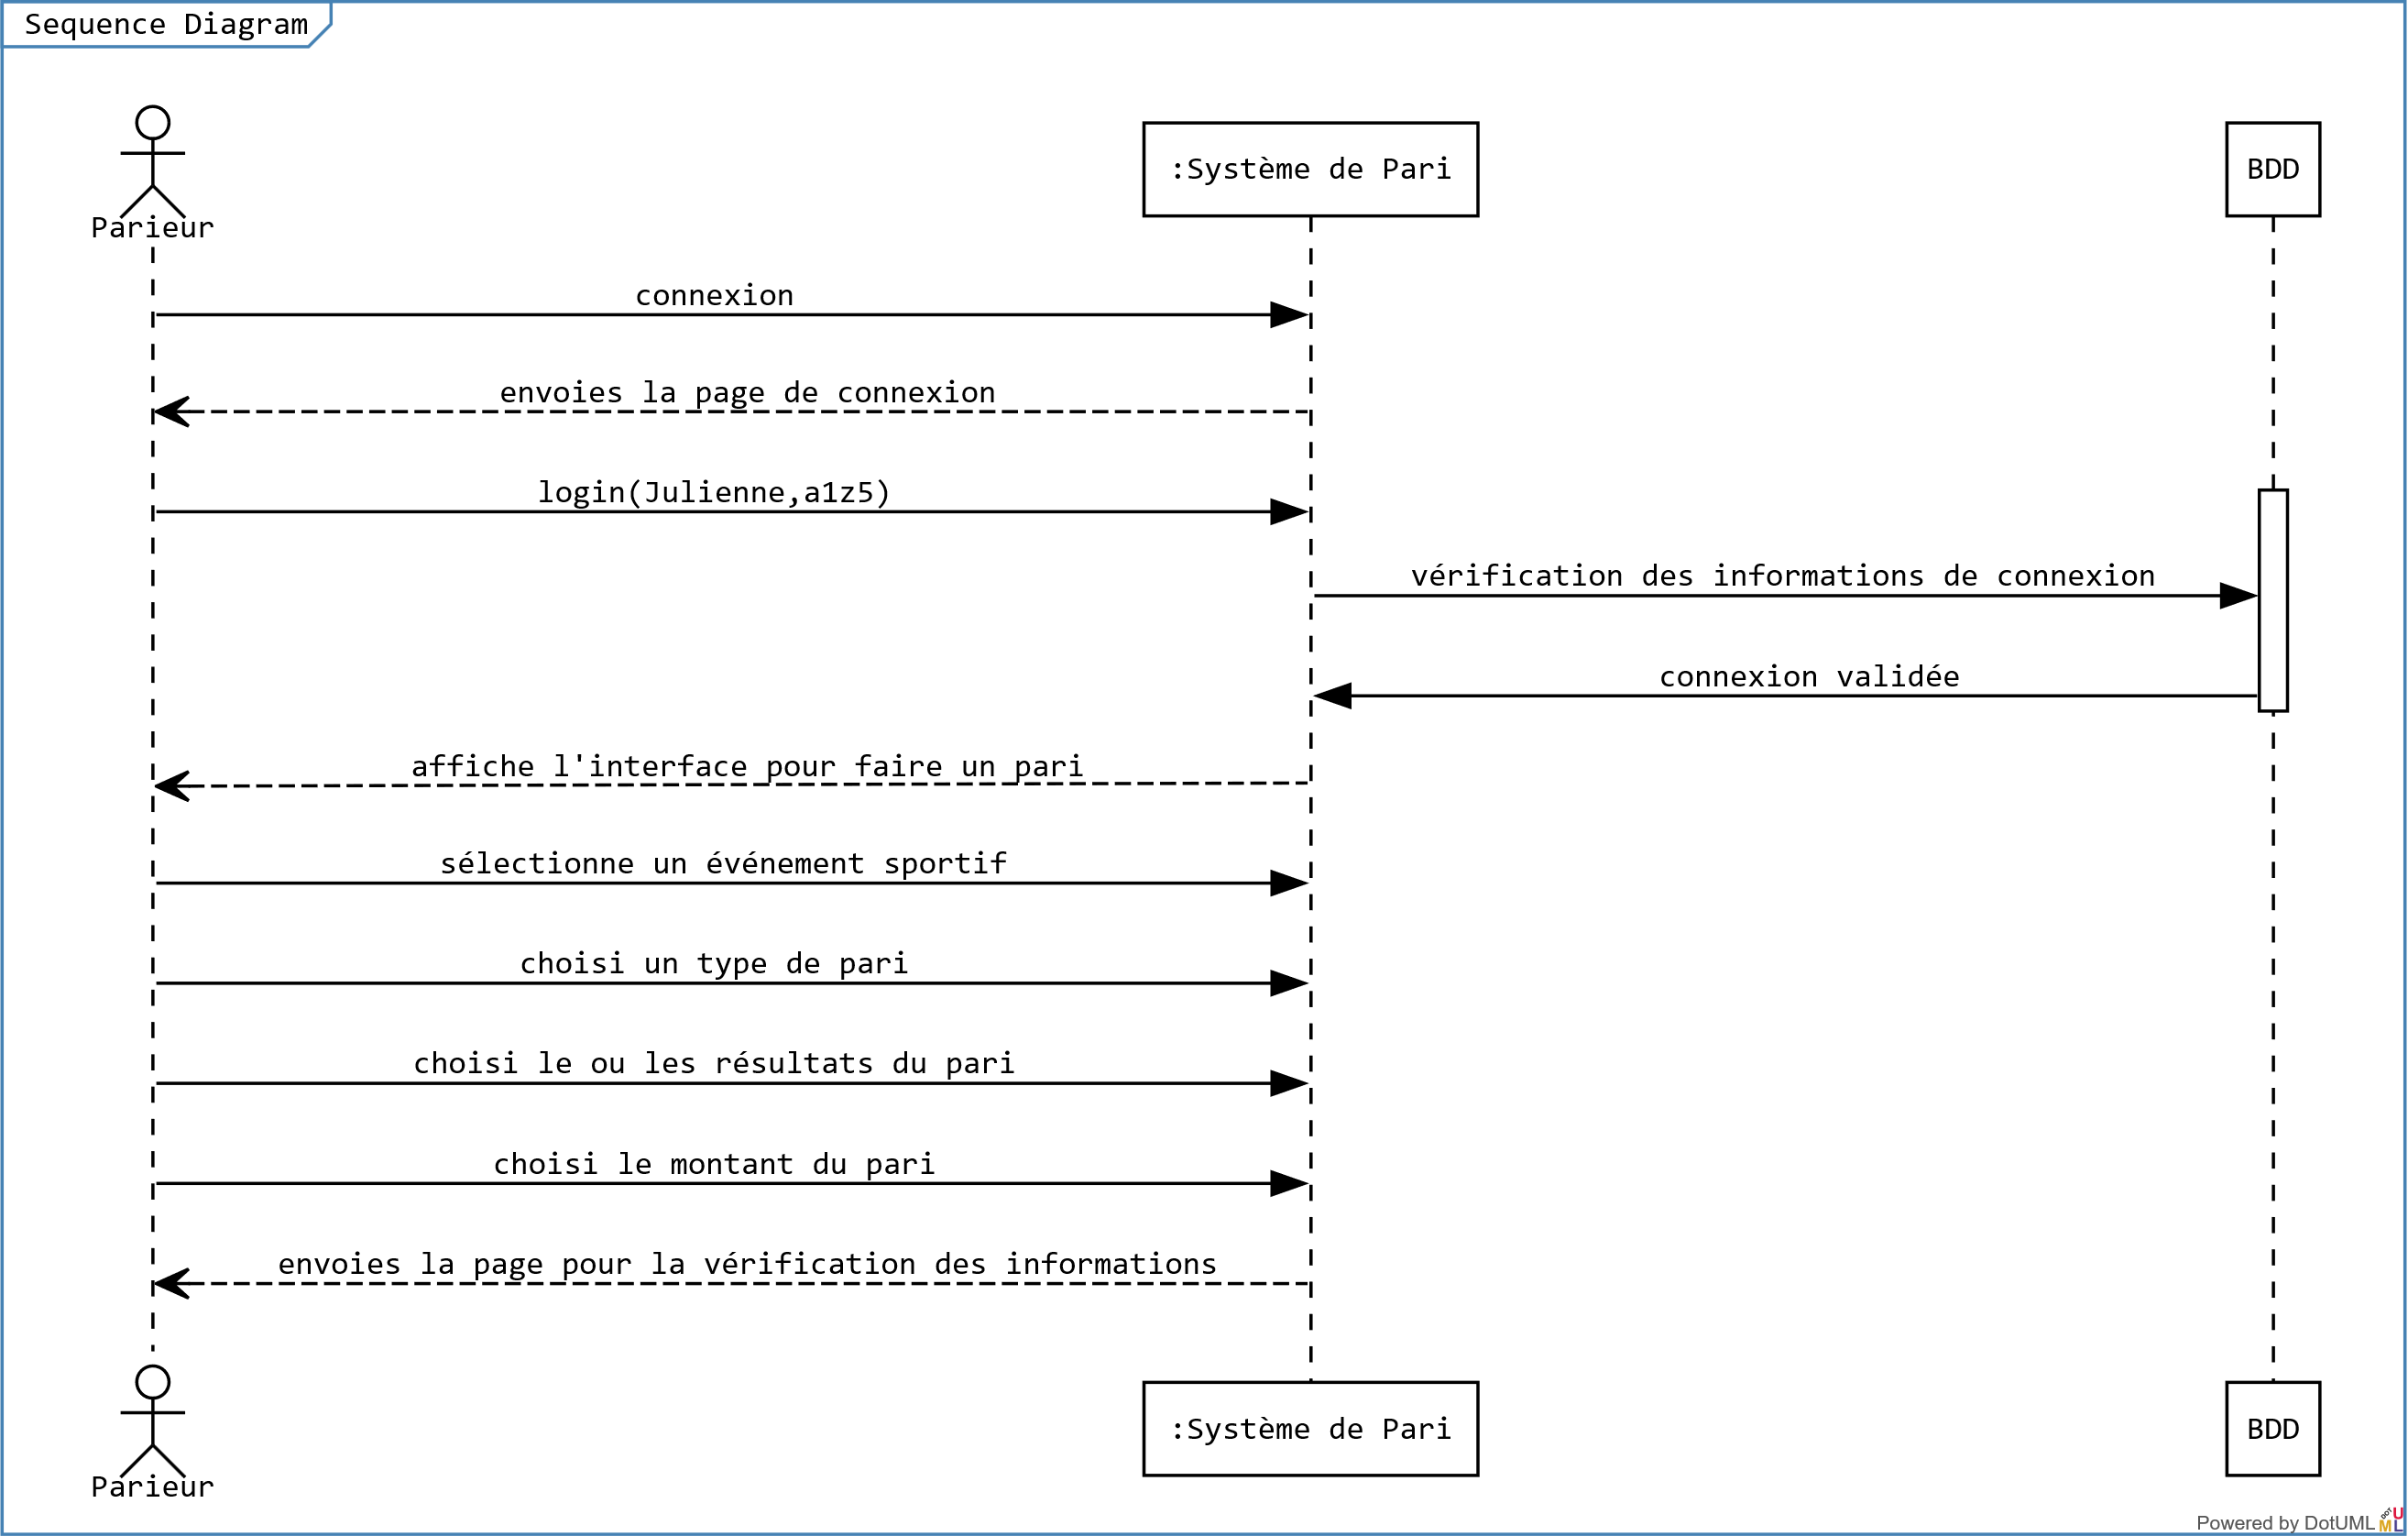 Sequence Diagram
Parieur
:Système de Pari
BDD
connexion
envoies la page de connexion
login(Julienne,a1z5)
vérification des informations de connexion
connexion validée
affiche l'interface pour faire un pari
sélectionne un événement sportif
choisi un type de pari
choisi le ou les résultats du pari
choisi le montant du pari
envoies la page pour la vérification des informations
Parieur
:Système de Pari
BDD
Powered by DotUML
DOT
U
ML